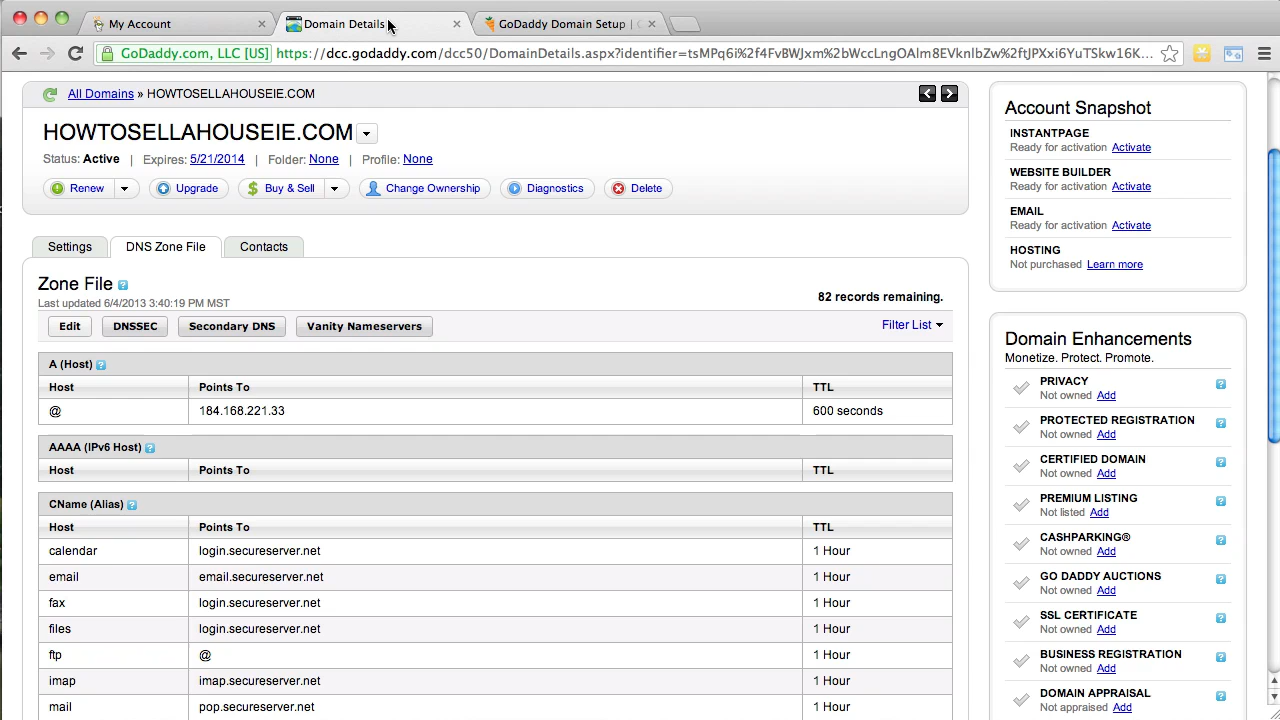 My Account
Domain Details
GoDaddy Domain Setup |
GoDaddy.com, LLC [US] https://dcc.godaddy.com/dcc50/DomainDetails.aspx?identifier=tsMPq6i%2f4FvBWJxm%2bWccLngOAlm8EVknlbZw%2ftJPXxi6YuTSkw16K...
All Domains » HOWTOSELLAHOUSEIE.COM
HOWTOSELLAHOUSEIE.COM
Status: Active | Expires: 5/21/2014 | Folder: None | Profile: None
Renew Upgrade Buy & Sell Change Ownership Diagnostics Delete
Settings DNS Zone File Contacts
Zone File ?
Last updated 6/4/2013 3:40:19 PM MST
82 records remaining.
Edit DNSSEC Secondary DNS Vanity Nameservers Filter List
A (Host) ?
Host Points To TTL
@ 184.168.221.33 600 seconds
AAAA (IPv6 Host) ?
Host Points To TTL
CName (Alias) ?
Host Points To TTL
calendar login.secureserver.net 1 Hour
email email.secureserver.net 1 Hour
fax login.secureserver.net 1 Hour
files login.secureserver.net 1 Hour
ftp @ 1 Hour
imap imap.secureserver.net 1 Hour
mail pop.secureserver.net 1 Hour
Account Snapshot
INSTANTPAGE
Ready for activation Activate
WEBSITE BUILDER
Ready for activation Activate
EMAIL
Ready for activation Activate
HOSTING
Not purchased Learn more
Domain Enhancements
Monetize. Protect. Promote.
PRIVACY ?
Not owned Add
PROTECTED REGISTRATION ?
Not owned Add
CERTIFIED DOMAIN ?
Not owned Add
PREMIUM LISTING ?
Not listed Add
CASHPARKING® ?
Not owned Add
GO DADDY AUCTIONS ?
Not owned Add
SSL CERTIFICATE ?
Not owned Add
BUSINESS REGISTRATION ?
Not owned Add
DOMAIN APPRAISAL ?
Not appraised Add